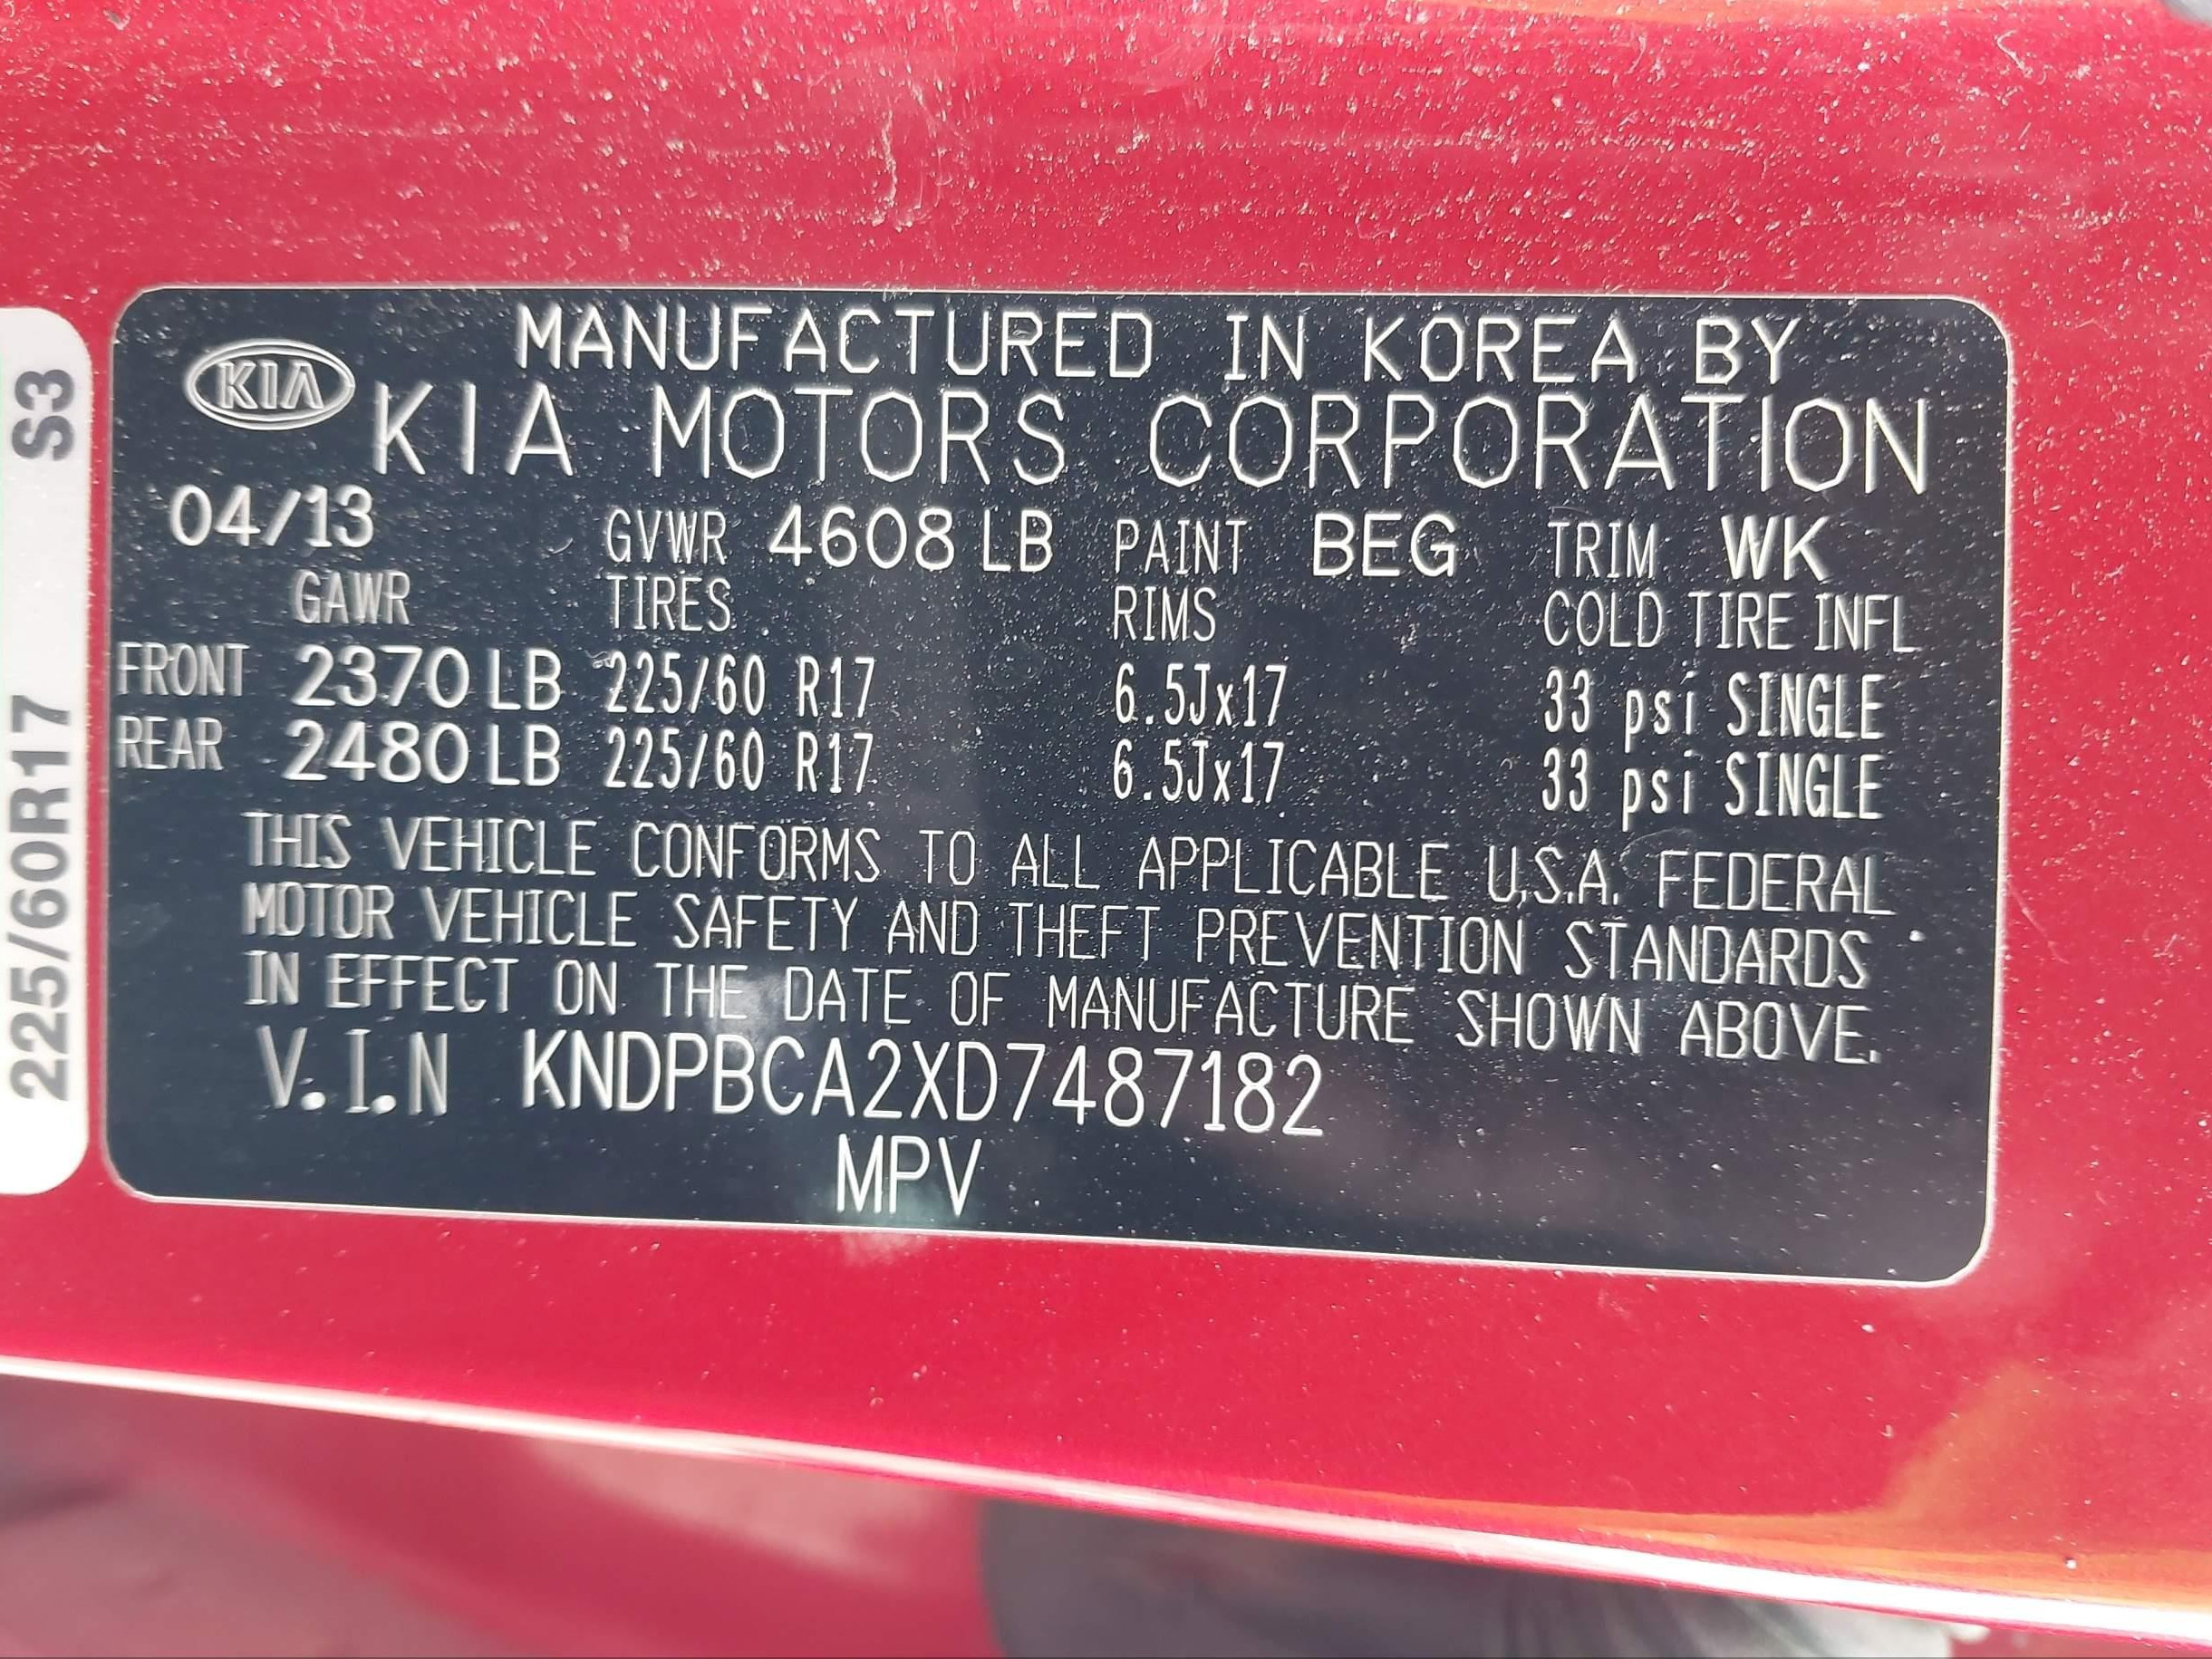 MANUFACTURED IN KOREA BY
KIA
KIA MOTORS CORPORATION
04/13 GVWR 4608 LB PAINT BEG TRIM WK
GAWR TIRES RIMS COLD TIRE INFL
FRONT 2370 LB 225/60 R17 6.5Jx17 33 psi SINGLE
REAR 2480 LB 225/60 R17 6.5Jx17 33 psi SINGLE
THIS VEHICLE CONFORMS TO ALL APPLICABLE U.S.A. FEDERAL
MOTOR VEHICLE SAFETY AND THEFT PREVENTION STANDARDS
IN EFFECT ON THE DATE OF MANUFACTURE SHOWN ABOVE.
V.I.N KNDPBCA2XD7487182
MPV
225/60R17 S3